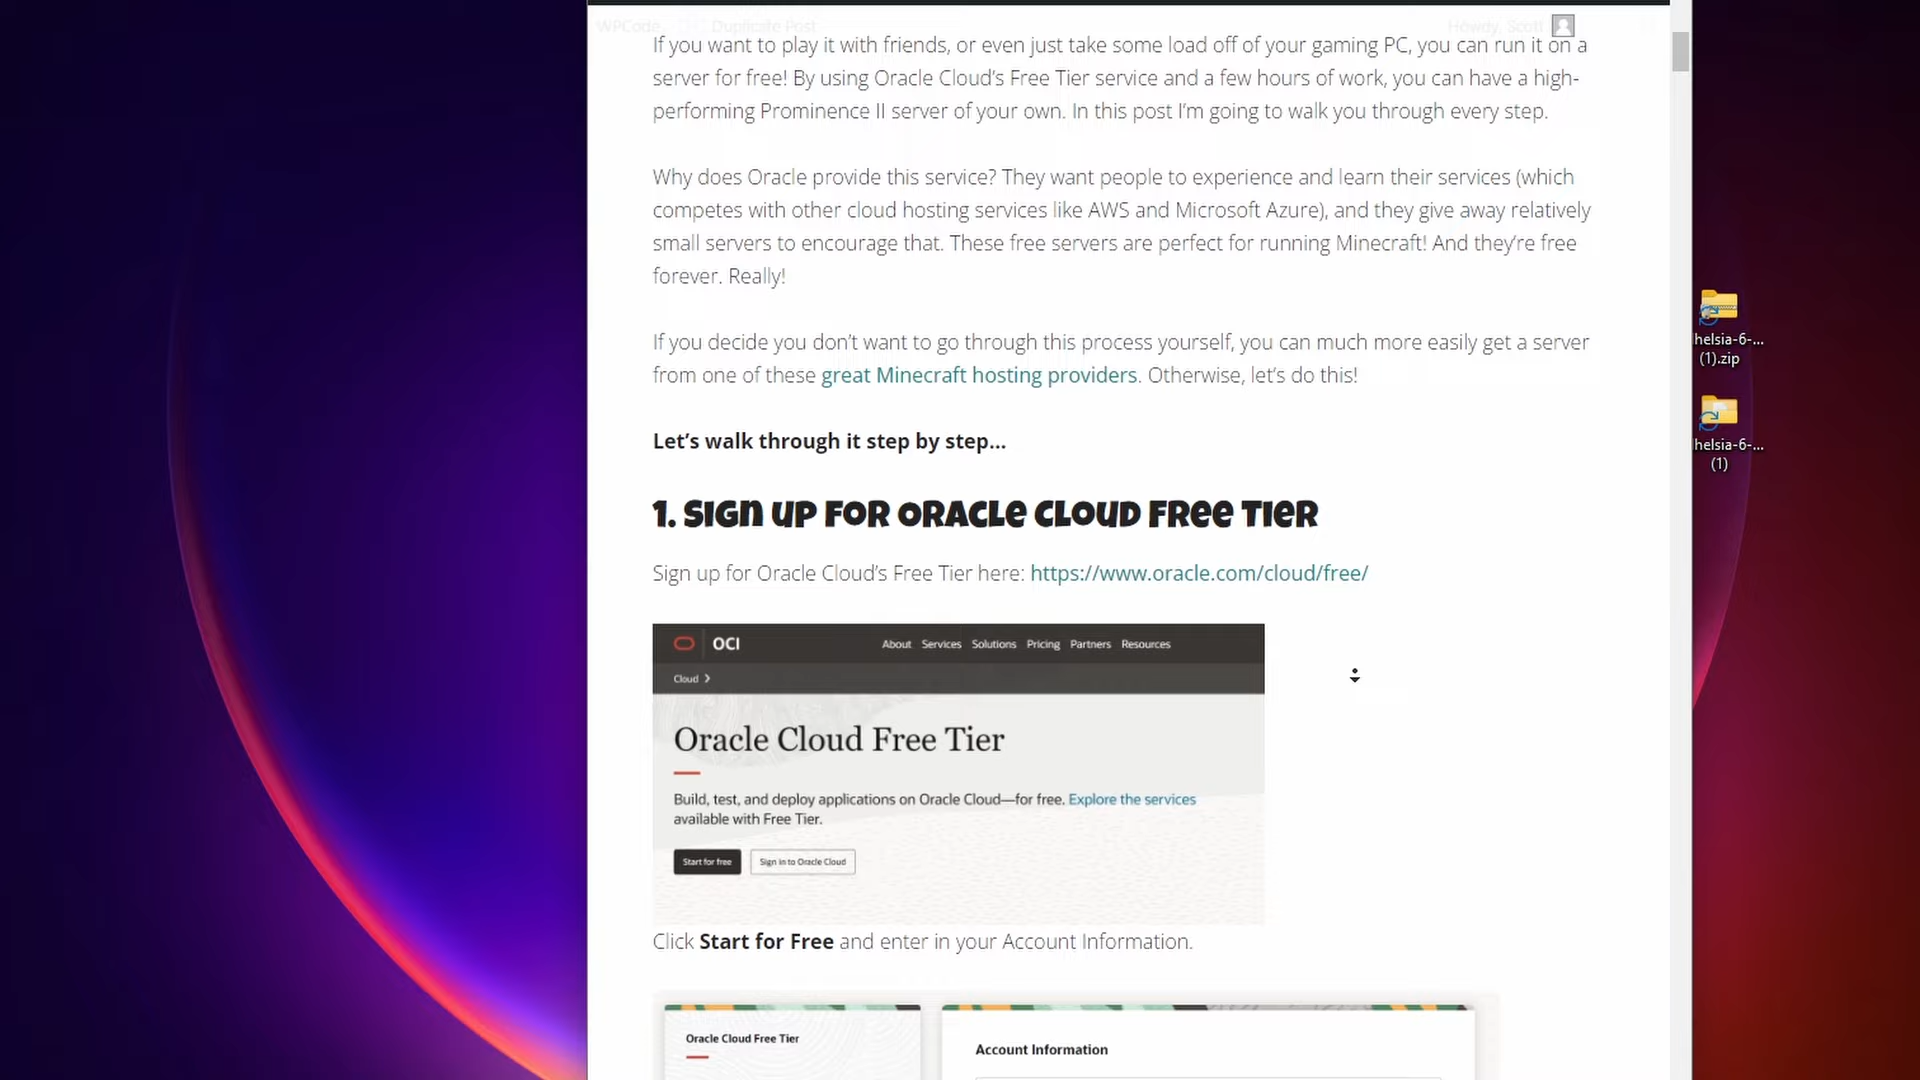 WPCode
Duplicate Post
Howdy, Scott
If you want to play it with friends, or even just take some load off of your gaming PC, you can run it on a
server for free! By using Oracle Cloud’s Free Tier service and a few hours of work, you can have a high-
performing Prominence II server of your own. In this post I’m going to walk you through every step.
Why does Oracle provide this service? They want people to experience and learn their services (which
competes with other cloud hosting services like AWS and Microsoft Azure), and they give away relatively
small servers to encourage that. These free servers are perfect for running Minecraft! And they’re free
forever. Really!
If you decide you don’t want to go through this process yourself, you can much more easily get a server
from one of these great Minecraft hosting providers. Otherwise, let’s do this!
Let’s walk through it step by step...
1. Sign up for Oracle Cloud Free Tier
Sign up for Oracle Cloud’s Free Tier here: https://www.oracle.com/cloud/free/
OCI
About Services Solutions Pricing Partners Resources
Cloud
Oracle Cloud Free Tier
Build, test, and deploy applications on Oracle Cloud—for free. Explore the services
available with Free Tier.
Start for free
Sign in to Oracle Cloud
Click Start for Free and enter in your Account Information.
Oracle Cloud Free Tier
Account Information
helsia-6-...
(1).zip
helsia-6-...
(1)